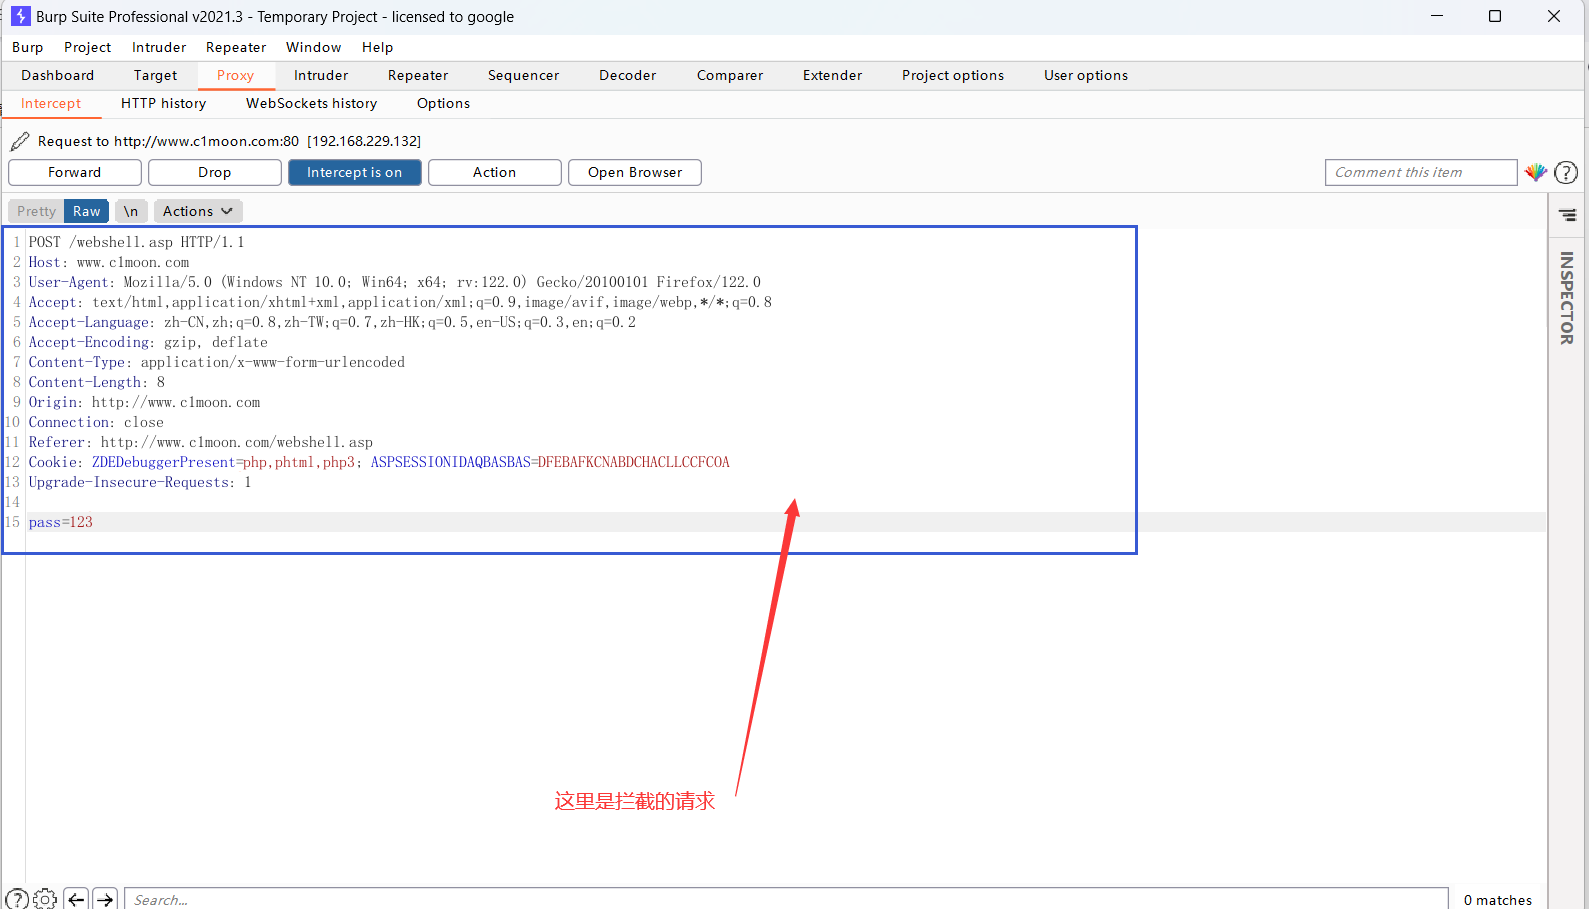 Burp Suite Professional v2021.3 - Temporary Project - licensed to google
Burp Project Intruder Repeater Window Help
Dashboard Target Proxy Intruder Repeater Sequencer Decoder Comparer Extender Project options User options
Intercept HTTP history WebSockets history Options
Request to http://www.c1moon.com:80 [192.168.229.132]
Forward Drop Intercept is on Action Open Browser Comment this item ?
Pretty Raw \n Actions
INSPECTOR
1 POST /webshell.asp HTTP/1.1
2 Host: www.c1moon.com
3 User-Agent: Mozilla/5.0 (Windows NT 10.0; Win64; x64; rv:122.0) Gecko/20100101 Firefox/122.0
4 Accept: text/html,application/xhtml+xml,application/xml;q=0.9,image/avif,image/webp,*/*;q=0.8
5 Accept-Language: zh-CN,zh;q=0.8,zh-TW;q=0.7,zh-HK;q=0.5,en-US;q=0.3,en;q=0.2
6 Accept-Encoding: gzip, deflate
7 Content-Type: application/x-www-form-urlencoded
8 Content-Length: 8
9 Origin: http://www.c1moon.com
10 Connection: close
11 Referer: http://www.c1moon.com/webshell.asp
12 Cookie: ZDEDebuggerPresent=php,phtml,php3; ASPSESSIONIDAQBASBAS=DFEBAFKCNABDCHACLLCCFCOA
13 Upgrade-Insecure-Requests: 1
14
15 pass=123
这里是拦截的请求
? Search... 0 matches